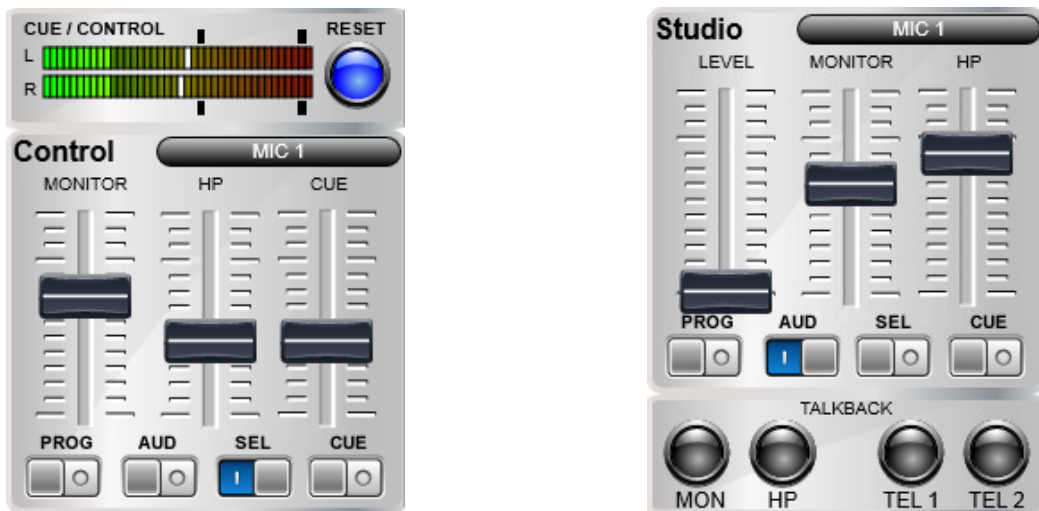 CUE / CONTROL RESET
L
R
Control MIC 1
MONITOR HP CUE
PROG AUD SEL CUE
Studio MIC 1
LEVEL MONITOR HP
PROG AUD SEL CUE
TALKBACK
MON HP TEL 1 TEL 2